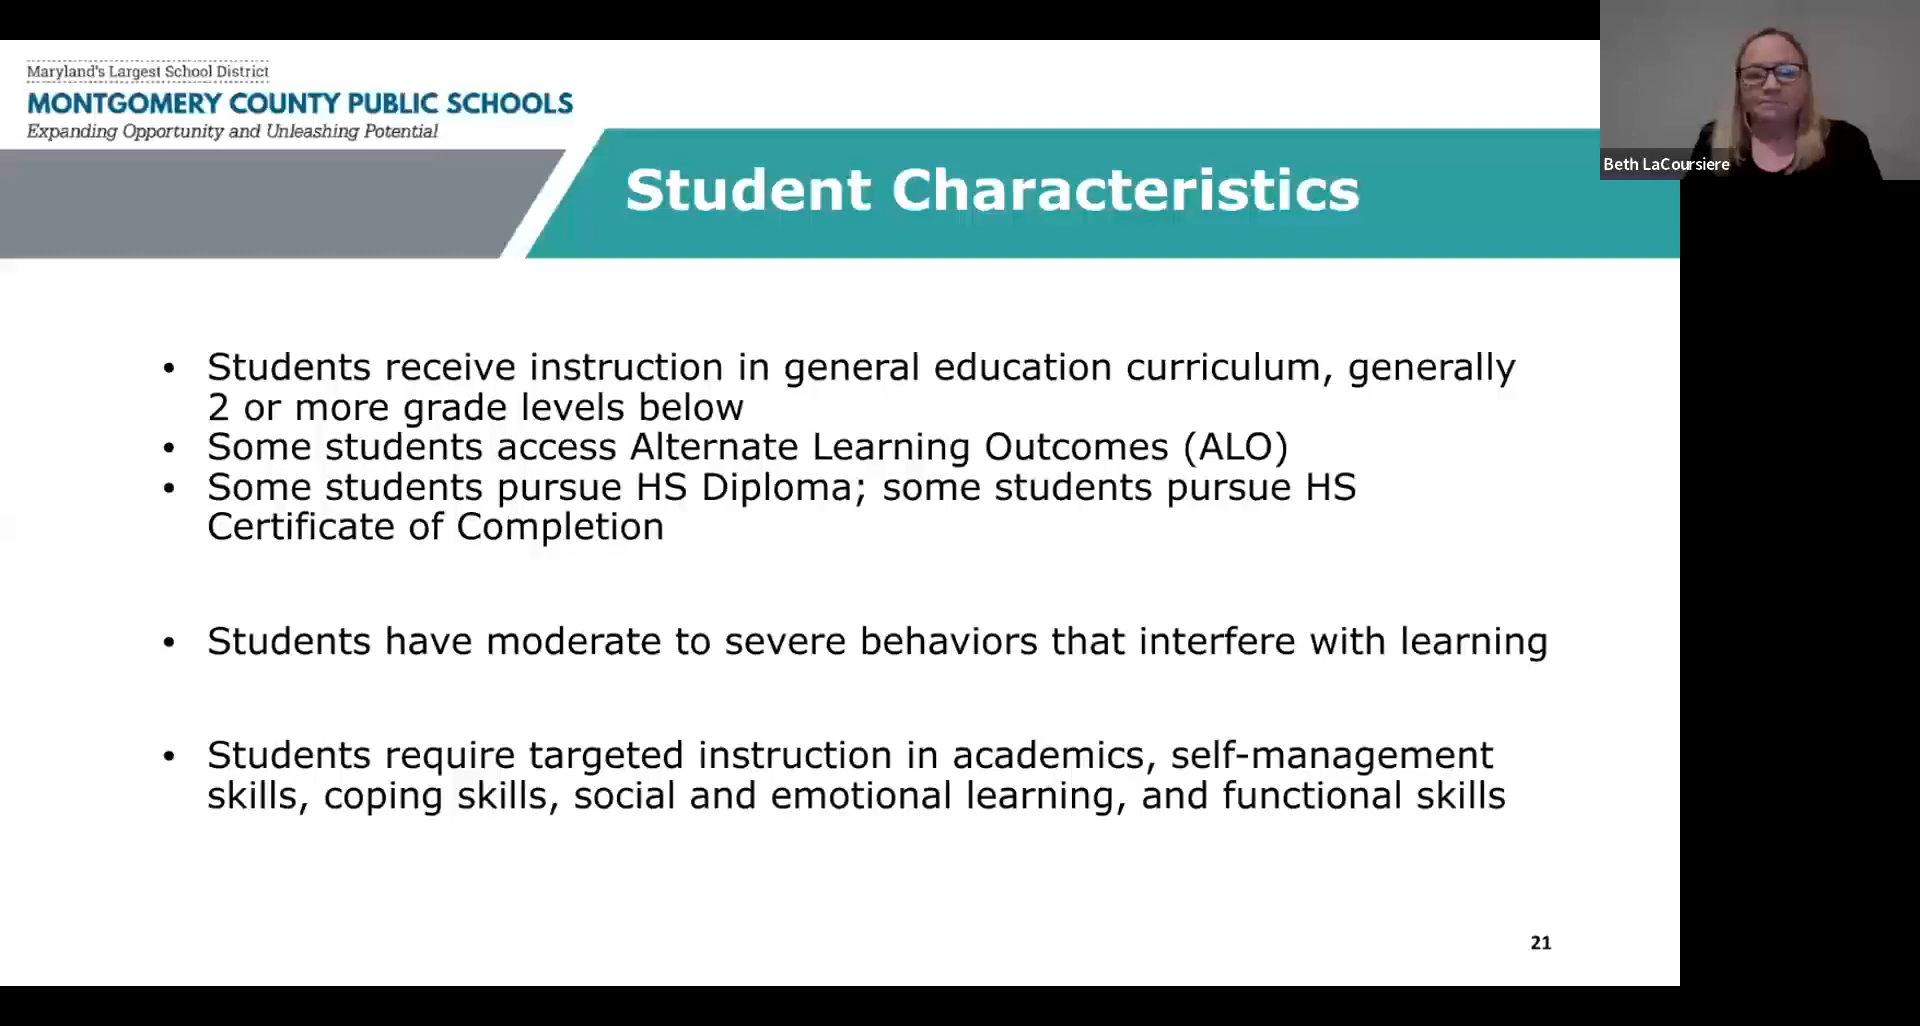 Maryland's Largest School District
MONTGOMERY COUNTY PUBLIC SCHOOLS
Expanding Opportunity and Unleashing Potential
Beth LaCoursiere
Student Characteristics
• Students receive instruction in general education curriculum, generally
2 or more grade levels below
• Some students access Alternate Learning Outcomes (ALO)
• Some students pursue HS Diploma; some students pursue HS
Certificate of Completion
• Students have moderate to severe behaviors that interfere with learning
• Students require targeted instruction in academics, self-management
skills, coping skills, social and emotional learning, and functional skills
21